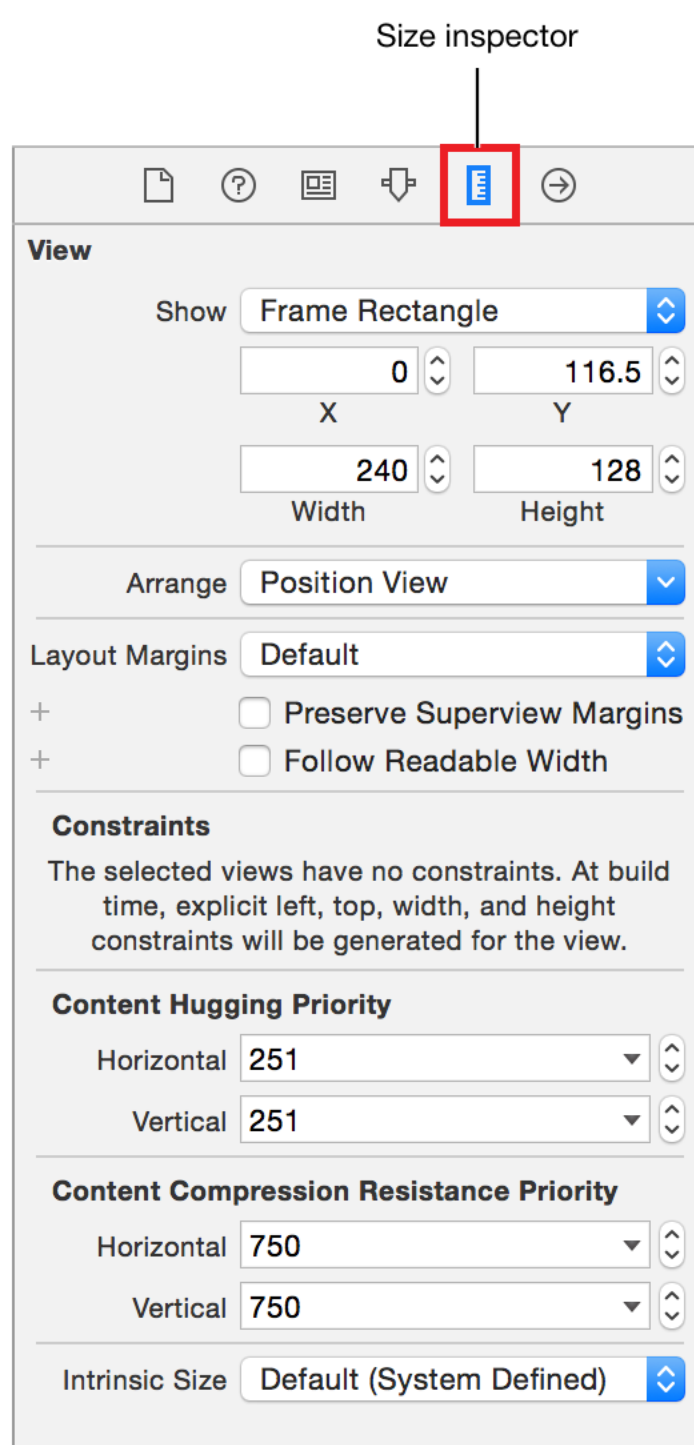 Size inspector
View
Show Frame Rectangle
0 116.5
X Y
240 128
Width Height
Arrange Position View
Layout Margins Default
Preserve Superview Margins
Follow Readable Width
Constraints
The selected views have no constraints. At build
time, explicit left, top, width, and height
constraints will be generated for the view.
Content Hugging Priority
Horizontal 251
Vertical 251
Content Compression Resistance Priority
Horizontal 750
Vertical 750
Intrinsic Size Default (System Defined)